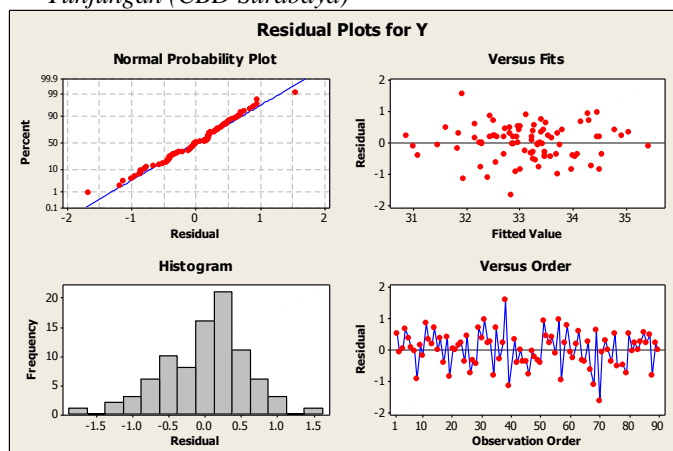 Tunjungan (CBD Surabaya)
Residual Plots for Y
Normal Probability Plot
99.9
99
90
50
10
1
0.1
Percent
-2 -1 0 1 2
Residual
Versus Fits
2
1
0
-1
-2
Residual
31 32 33 34 35
Fitted Value
Histogram
20
15
10
5
0
Frequency
-1.5 -1.0 -0.5 0.0 0.5 1.0 1.5
Residual
Versus Order
2
1
0
-1
-2
Residual
1 10 20 30 40 50 60 70 80 90
Observation Order